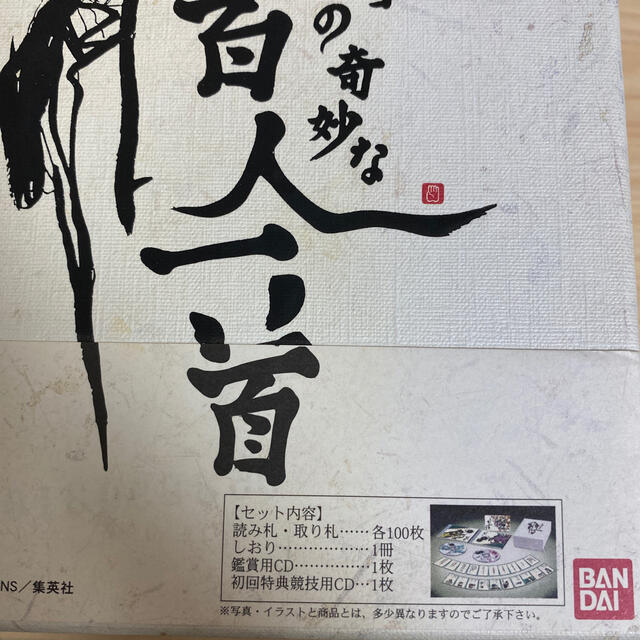 の奇妙な
百人一首
【セット内容】
読み札・取り札……各100枚
しおり………………1冊
鑑賞用CD……………1枚
初回特典競技用CD…1枚
※写真・イラストと商品とは、多少異なりますのでご了承下さい。
NS／集英社
BAN
DAI